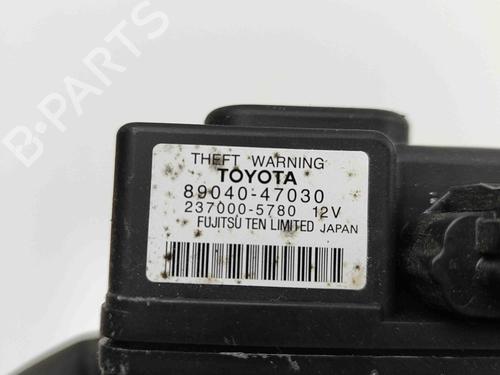 B-PARTS
THEFT WARNING
TOYOTA
89040-47030
237000-5780 12V
FUJITSU TEN LIMITED JAPAN